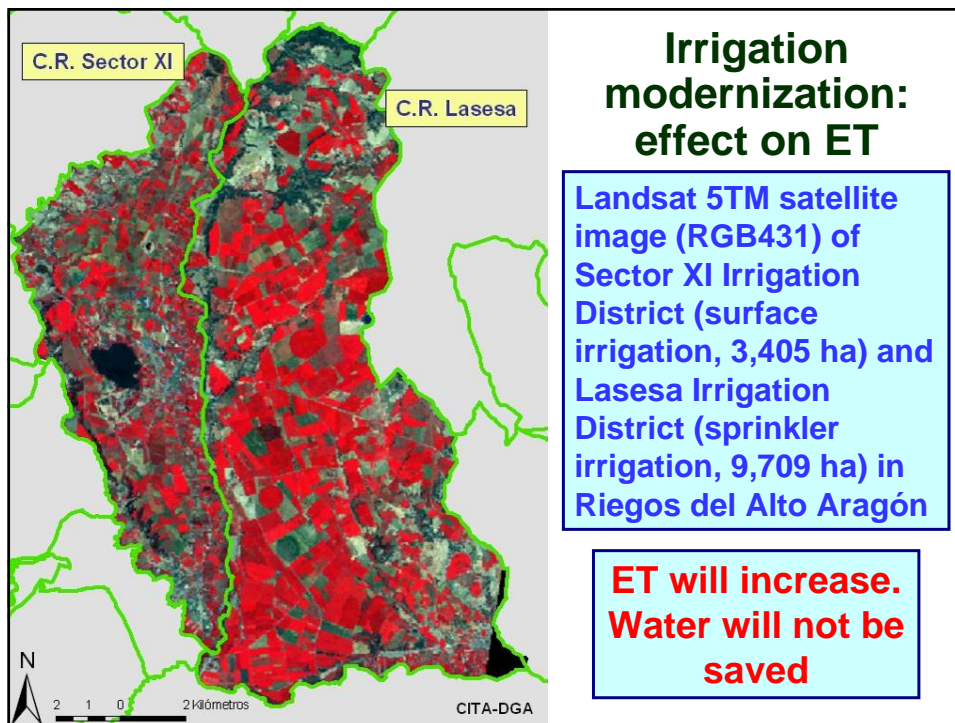 C.R. Sector XI
C.R. Lasesa
N
2 1 0 2 Kilómetros
CITA-DGA
Irrigation
modernization:
effect on ET
Landsat 5TM satellite
image (RGB431) of
Sector XI Irrigation
District (surface
irrigation, 3,405 ha) and
Lasesa Irrigation
District (sprinkler
irrigation, 9,709 ha) in
Riegos del Alto Aragón
ET will increase.
Water will not be
saved